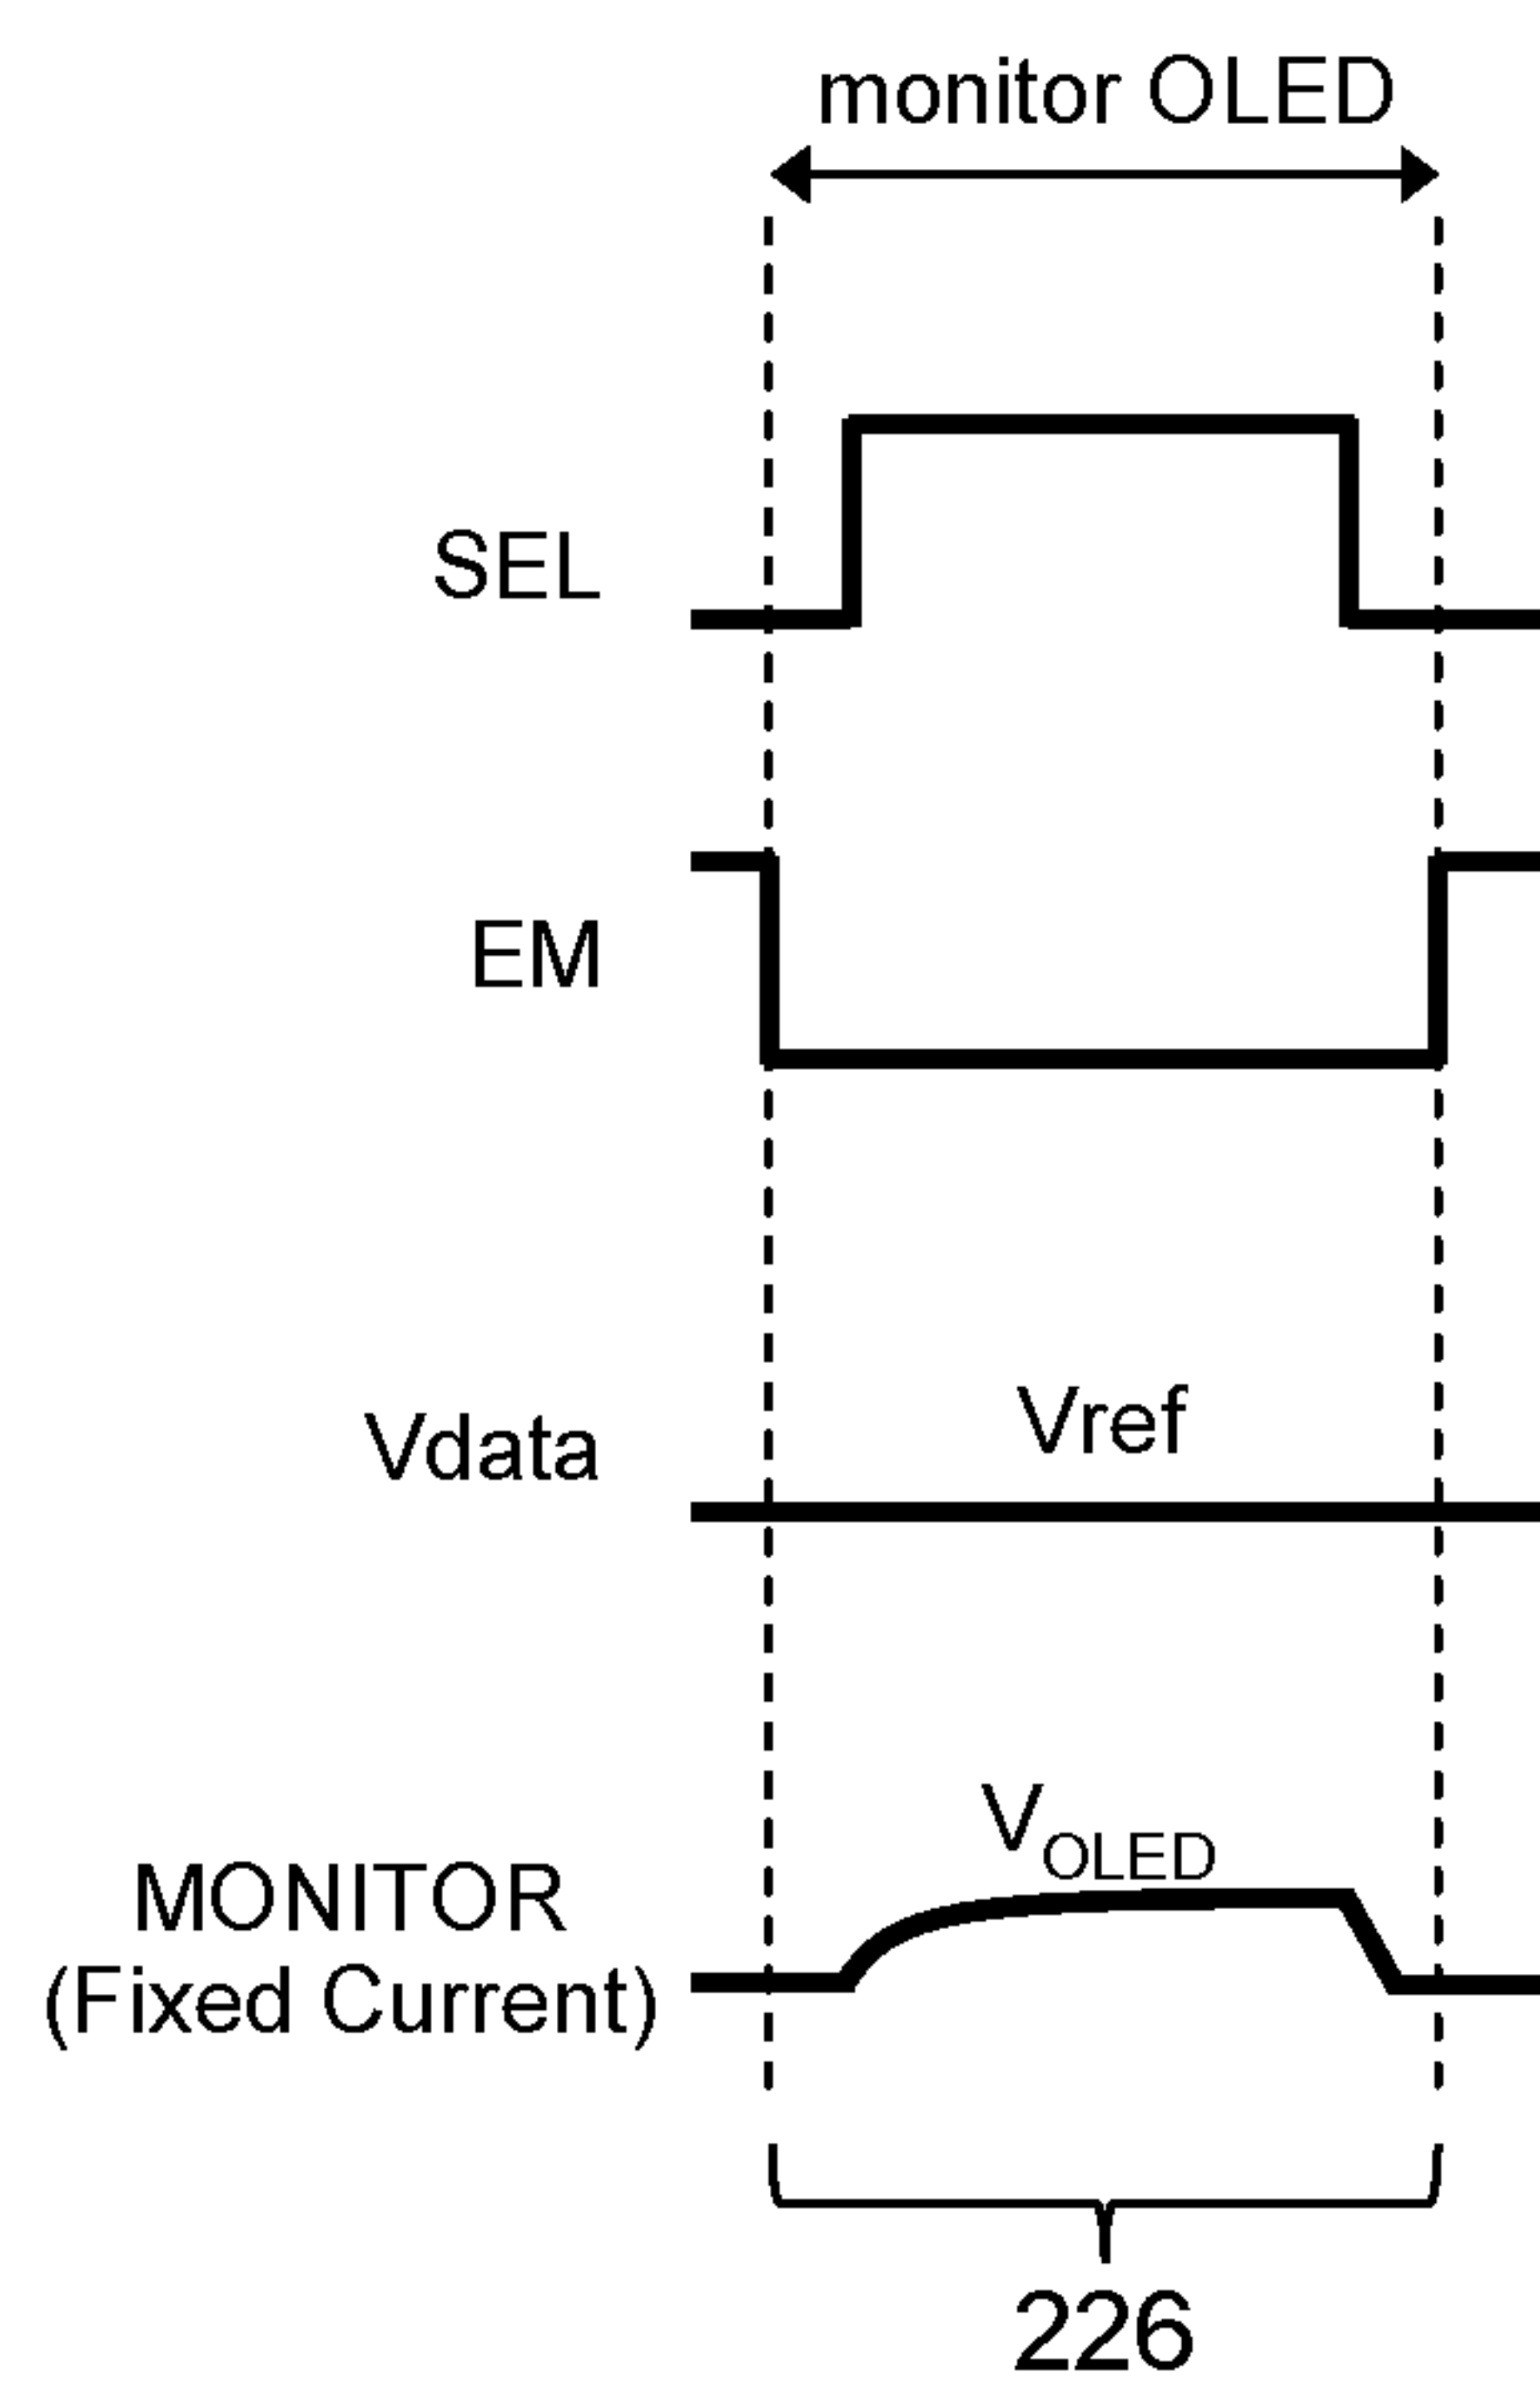 monitor OLED
SEL
EM
Vref
Vdata
VOLED
MONITOR
(Fixed Current)
226